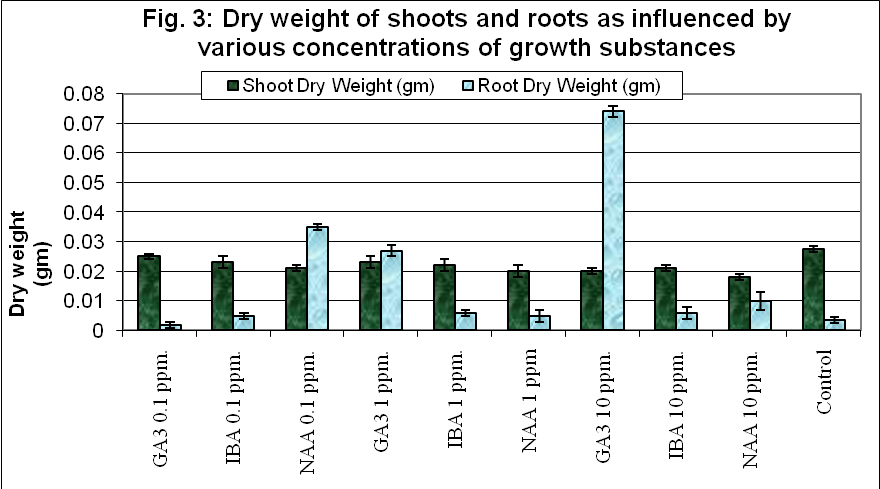 Fig. 3: Dry weight of shoots and roots as influenced by
various concentrations of growth substances
Shoot Dry Weight (gm) Root Dry Weight (gm)
Dry weight
(gm)
0.08
0.07
0.06
0.05
0.04
0.03
0.02
0.01
0
GA3 0.1 ppm.
IBA 0.1 ppm.
NAA 0.1 ppm.
GA3 1 ppm.
IBA 1 ppm.
NAA 1 ppm
GA3 10 ppm.
IBA 10 ppm.
NAA 10 ppm.
Control